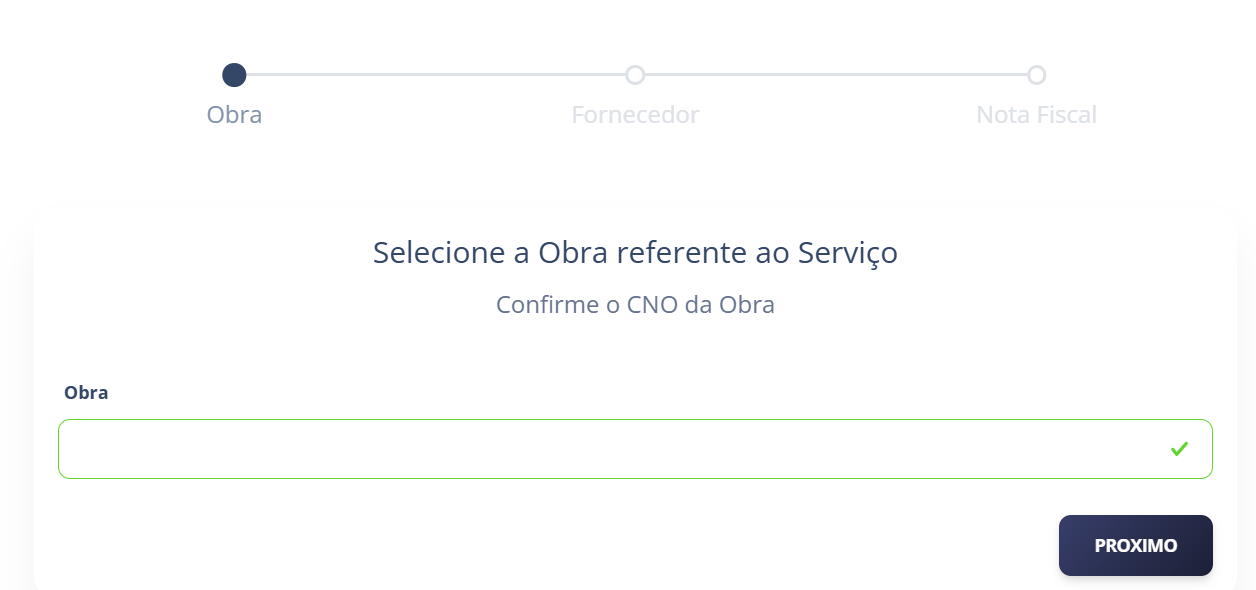 Obra
Fornecedor
Nota Fiscal
Selecione a Obra referente ao Serviço
Confirme o CNO da Obra
Obra
PROXIMO